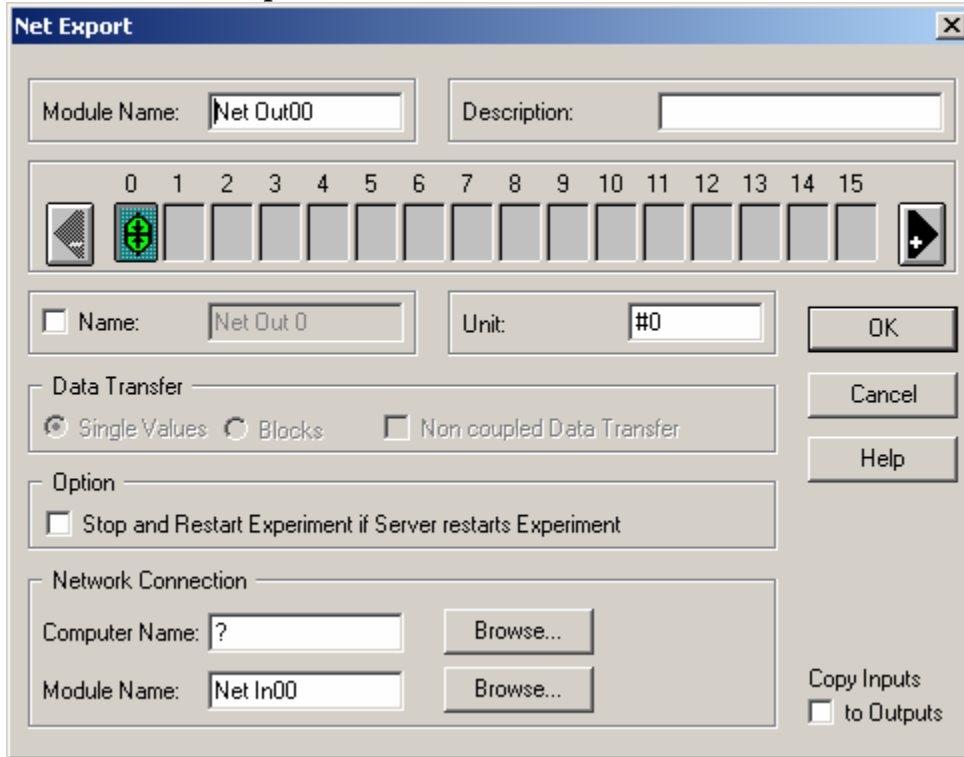 Net Export
Module Name: Net Out00 Description:
0 1 2 3 4 5 6 7 8 9 10 11 12 13 14 15
Name: Net Out 0 Unit: #0 OK
Data Transfer Cancel
Single Values Blocks Non coupled Data Transfer
Help
Option
Stop and Restart Experiment if Server restarts Experiment
Network Connection
Computer Name: ? Browse...
Module Name: Net In00 Browse...
Copy Inputs
to Outputs